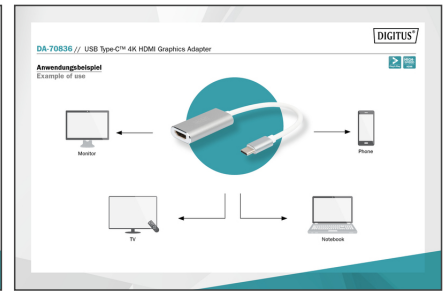 DIGITUS®
DA-70836 // USB Type-C™ 4K HDMI Graphics Adapter
Anwendungsbeispiel
Example of use
Monitor
Phone
TV
Notebook